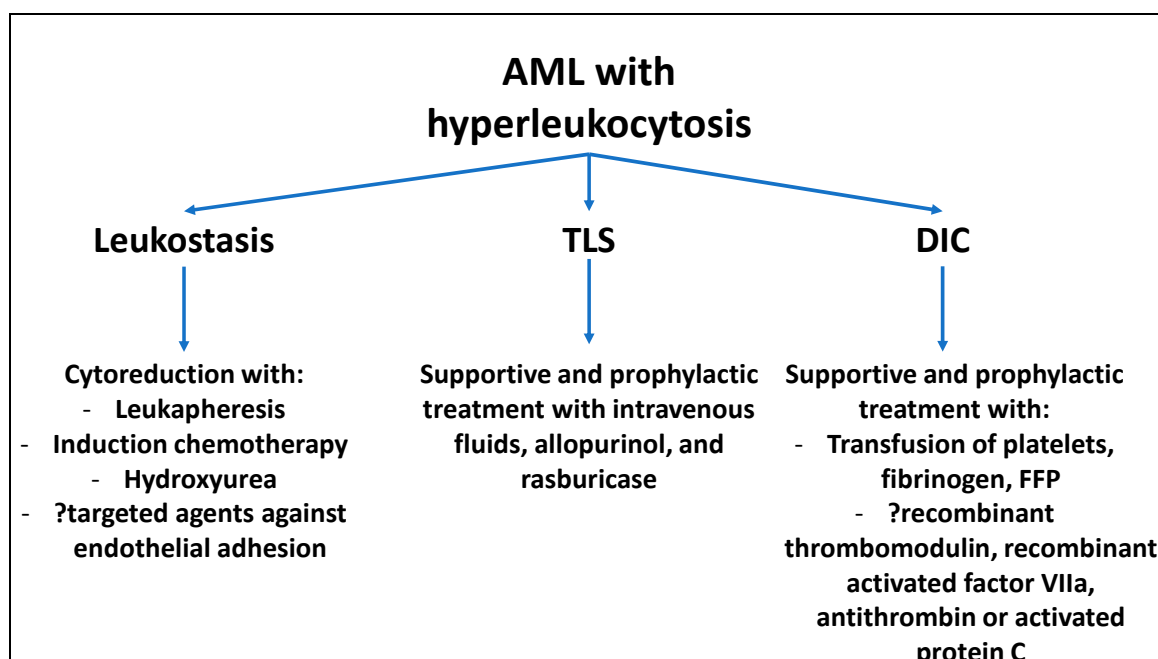 AML with
hyperleukocytosis
Leukostasis
TLS
DIC
Cytoreduction with:
- Leukapheresis
- Induction chemotherapy
- Hydroxyurea
- ?targeted agents against
endothelial adhesion
Supportive and prophylactic
treatment with intravenous
fluids, allopurinol, and
rasburicase
Supportive and prophylactic
treatment with:
- Transfusion of platelets,
fibrinogen, FFP
- ?recombinant
thrombomodulin, recombinant
activated factor VIIa,
antithrombin or activated
protein C